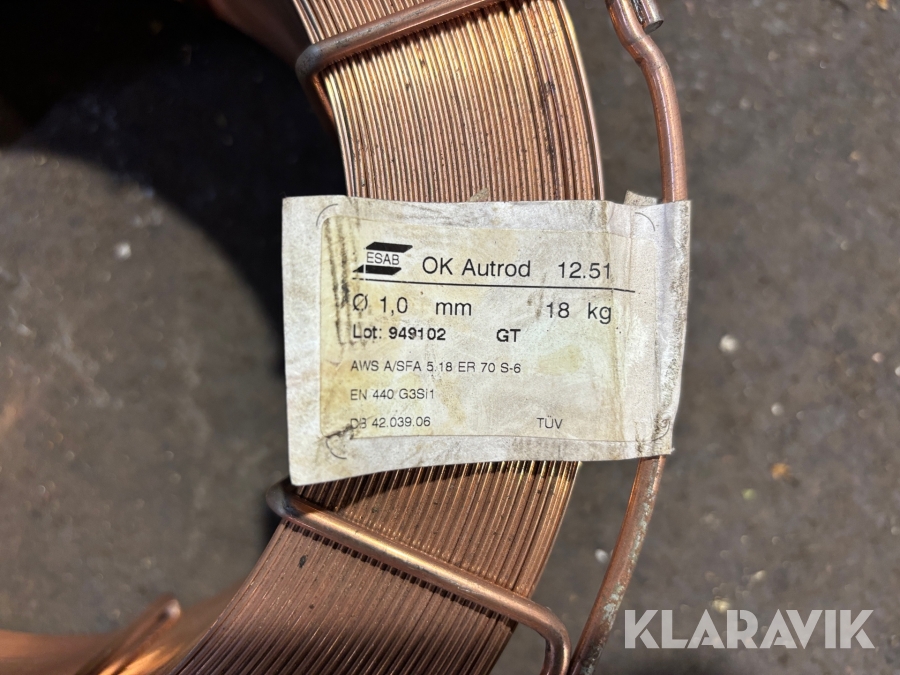 ESAB OK Autrod 12.51
Ø 1,0 mm 18 kg
Lot: 949102 GT
AWS A/SFA 5.18 ER 70 S-6
EN 440 G3Si1
DB 42.039.06 TÜV
KLARAVIK